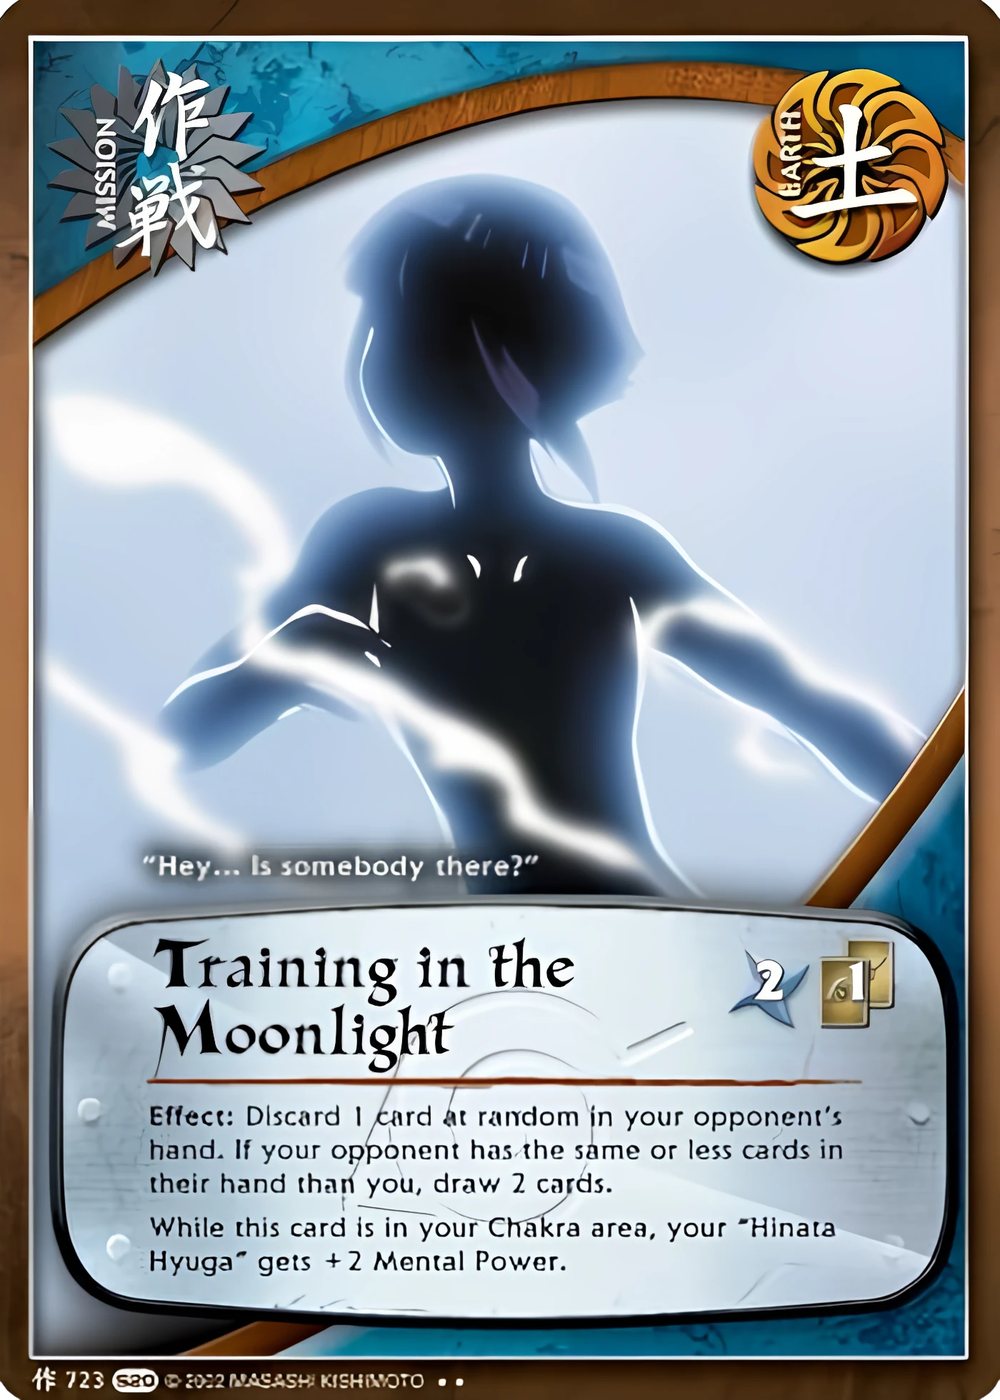 作戦
MISSION
土
EARTH
"Hey... Is somebody there?"
Training in the
Moonlight
2
1
Effect: Discard 1 card at random in your opponent's
hand. If your opponent has the same or less cards in
their hand than you, draw 2 cards.
While this card is in your Chakra area, your "Hinata
Hyuga" gets +2 Mental Power.
作 723 S20 © 2002 MASASHI KISHIMOTO